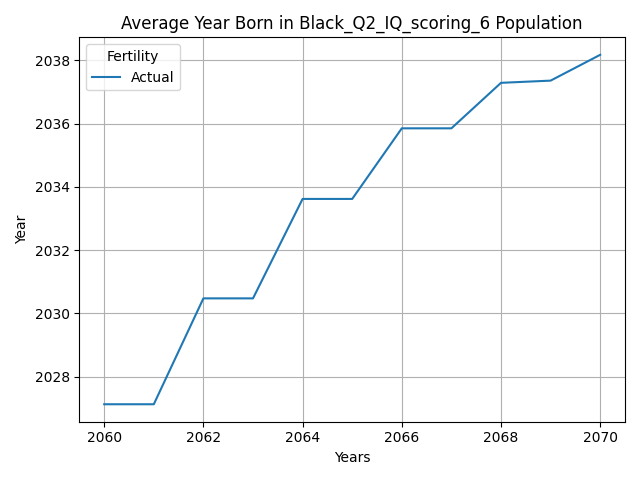 Average Year Born in Black_Q2_IQ_scoring_6 Population
Fertility
Actual
2038
2036
2034
2032
2030
2028
Year
2060 2062 2064 2066 2068 2070
Years